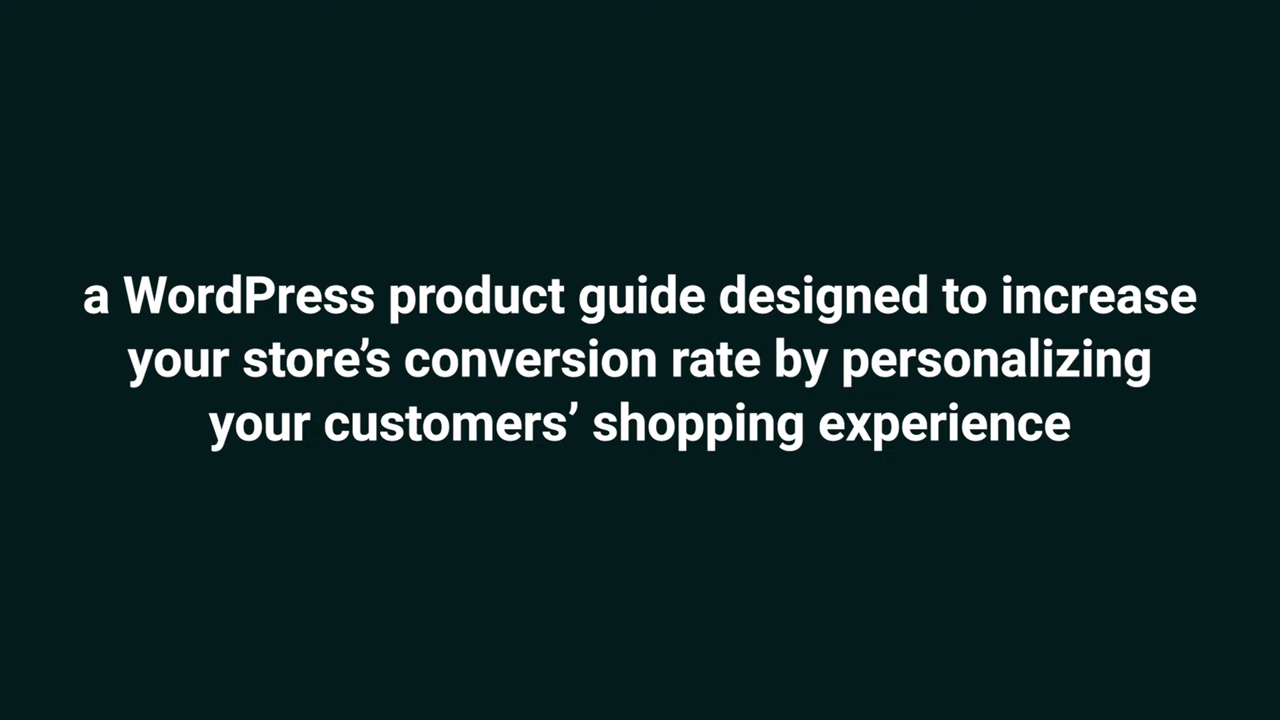 a WordPress product guide designed to increase
your store’s conversion rate by personalizing
your customers’ shopping experience